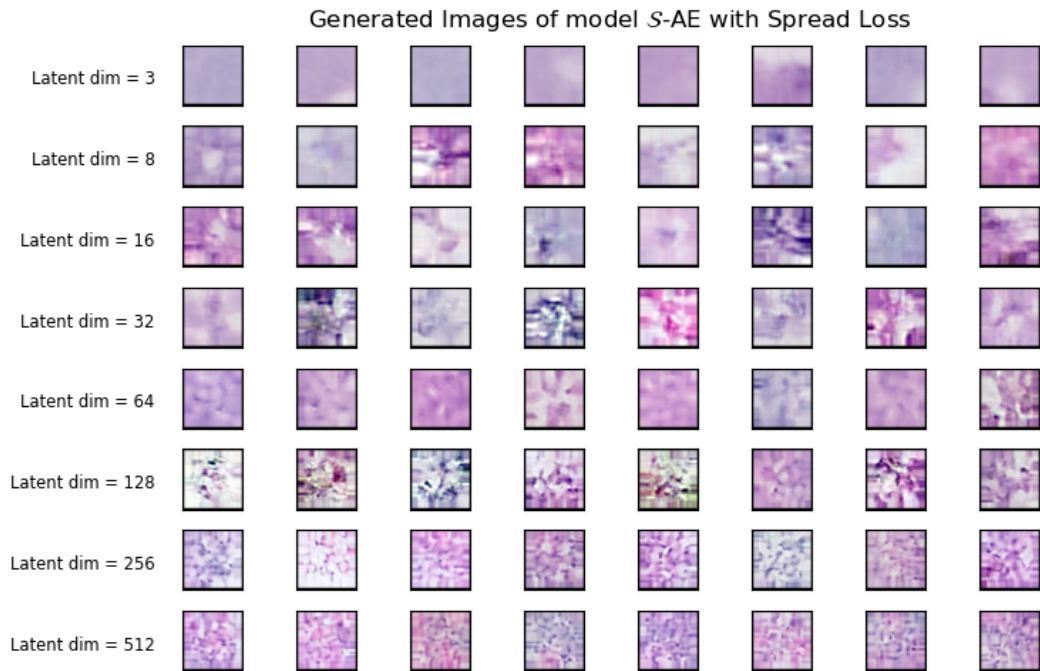 Generated Images of model 𝒮-AE with Spread Loss
Latent dim = 3
Latent dim = 8
Latent dim = 16
Latent dim = 32
Latent dim = 64
Latent dim = 128
Latent dim = 256
Latent dim = 512